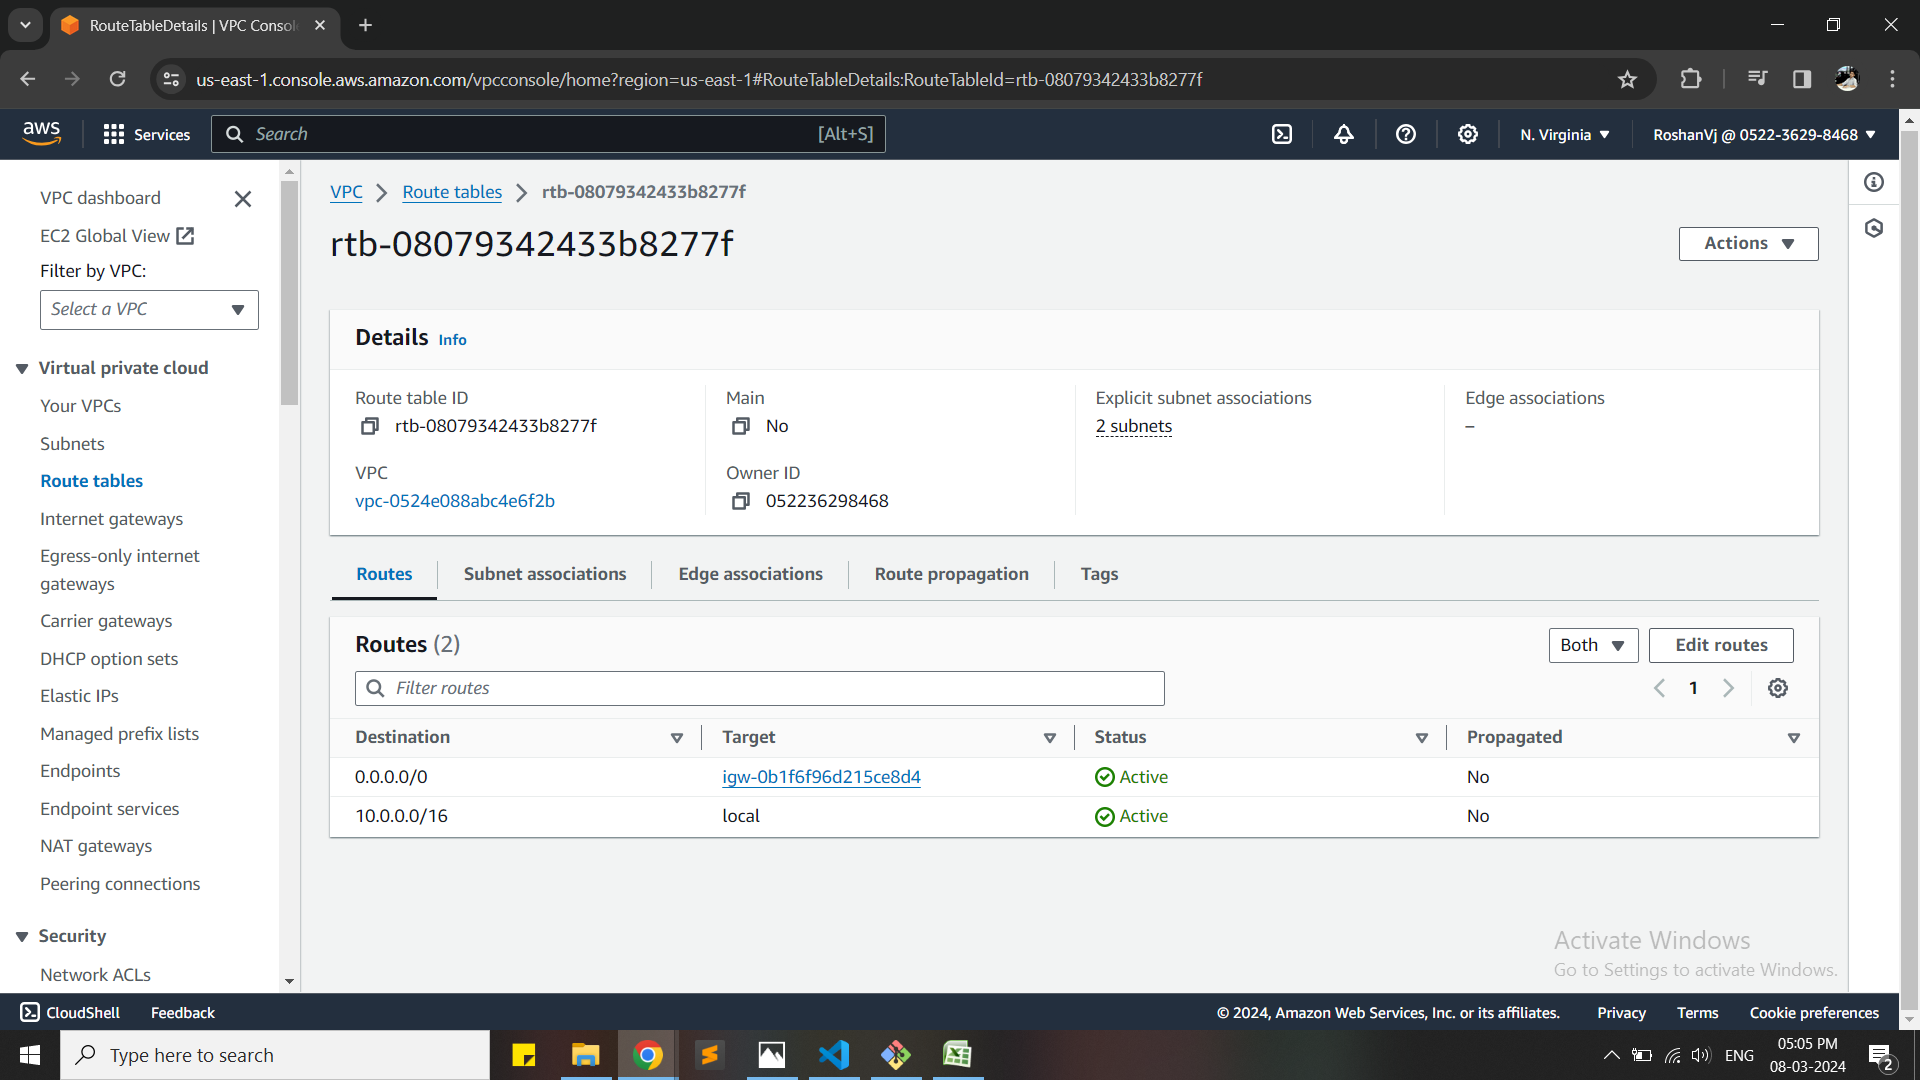 RouteTableDetails | VPC Consol
us-east-1.console.aws.amazon.com/vpcconsole/home?region=us-east-1#RouteTableDetails:RouteTableId=rtb-08079342433b8277f
aws
Services
Search
[Alt+S]
N. Virginia
RoshanVj @ 0522-3629-8468
VPC dashboard
EC2 Global View
Filter by VPC:
Select a VPC
Virtual private cloud
Your VPCs
Subnets
Route tables
Internet gateways
Egress-only internet
gateways
Carrier gateways
DHCP option sets
Elastic IPs
Managed prefix lists
Endpoints
Endpoint services
NAT gateways
Peering connections
Security
Network ACLs
VPC
Route tables
rtb-08079342433b8277f
rtb-08079342433b8277f
Actions
Details Info
Route table ID
rtb-08079342433b8277f
Main
No
Explicit subnet associations
2 subnets
Edge associations
–
VPC
vpc-0524e088abc4e6f2b
Owner ID
052236298468
Routes
Subnet associations
Edge associations
Route propagation
Tags
Routes (2)
Both
Edit routes
Filter routes
1
Destination Target Status Propagated
0.0.0.0/0 igw-0b1f6f96d215ce8d4 Active No
10.0.0.0/16 local Active No
Activate Windows
Go to Settings to activate Windows.
CloudShell
Feedback
© 2024, Amazon Web Services, Inc. or its affiliates.
Privacy
Terms
Cookie preferences
Type here to search
ENG
05:05 PM
08-03-2024
2